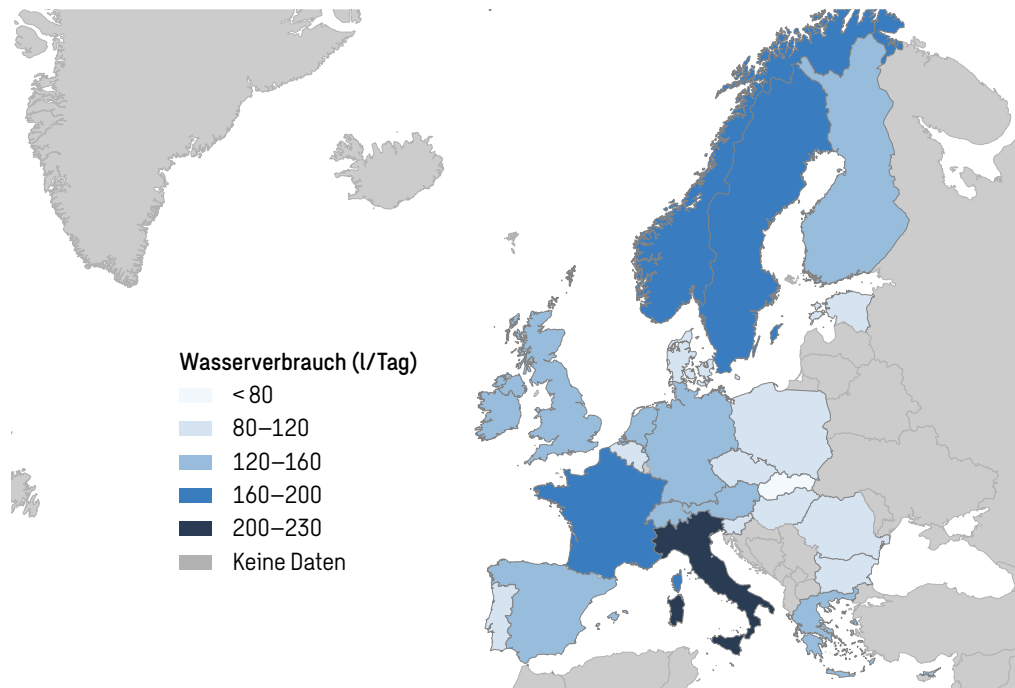 Wasserverbrauch (l/Tag)
< 80
80–120
120–160
160–200
200–230
Keine Daten